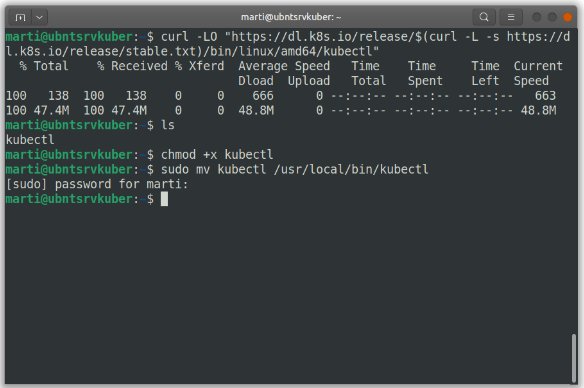 marti@ubntsrvkuber: ~
marti@ubntsrvkuber:~$ curl -LO "https://dl.k8s.io/release/$(curl -L -s https://d
l.k8s.io/release/stable.txt)/bin/linux/amd64/kubectl"
  % Total    % Received % Xferd  Average Speed   Time    Time     Time  Current
                                 Dload  Upload   Total   Spent    Left  Speed
100   138  100   138    0     0    666      0 --:--:-- --:--:-- --:--:--   663
100 47.4M  100 47.4M    0     0  48.8M      0 --:--:-- --:--:-- --:--:-- 48.8M
marti@ubntsrvkuber:~$ ls
kubectl
marti@ubntsrvkuber:~$ chmod +x kubectl
marti@ubntsrvkuber:~$ sudo mv kubectl /usr/local/bin/kubectl
[sudo] password for marti:
marti@ubntsrvkuber:~$